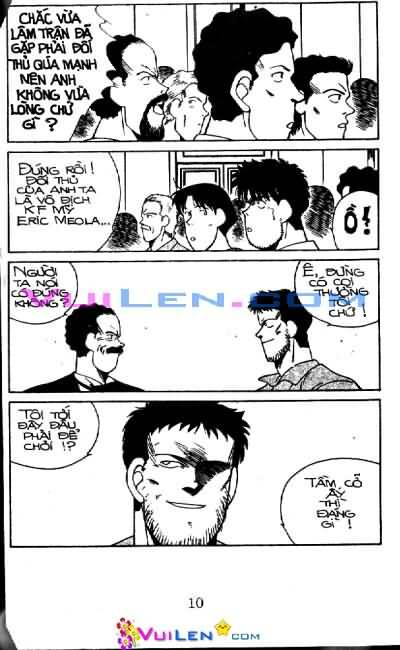 CHẮC VỪA
LÂM TRẬN ĐÃ
GẶP PHẢI ĐỐI
THỦ QUÁ MẠNH
NÊN ANH
KHÔNG VỪA
LÒNG CHỨ
GÌ ?
ĐÚNG RỒI !
ĐỐI THỦ
CỦA ANH TA
LÀ VÔ ĐỊCH
KF MỸ
ERIC MEOLA...
Ồ!
NGƯỜI
TA NÓI
CÓ ĐÚNG
KHÔNG ?
Ê, ĐỪNG
CÓ COI
THƯỜNG
TÔI
CHỨ !
VUILEN.COM
TÔI TỚI
ĐÂY ĐÂU
PHẢI ĐỂ
CHƠI !?
TẦM CỠ
ẤY
THÌ
ĐÁNG
GÌ !
10
VUILEN.COM